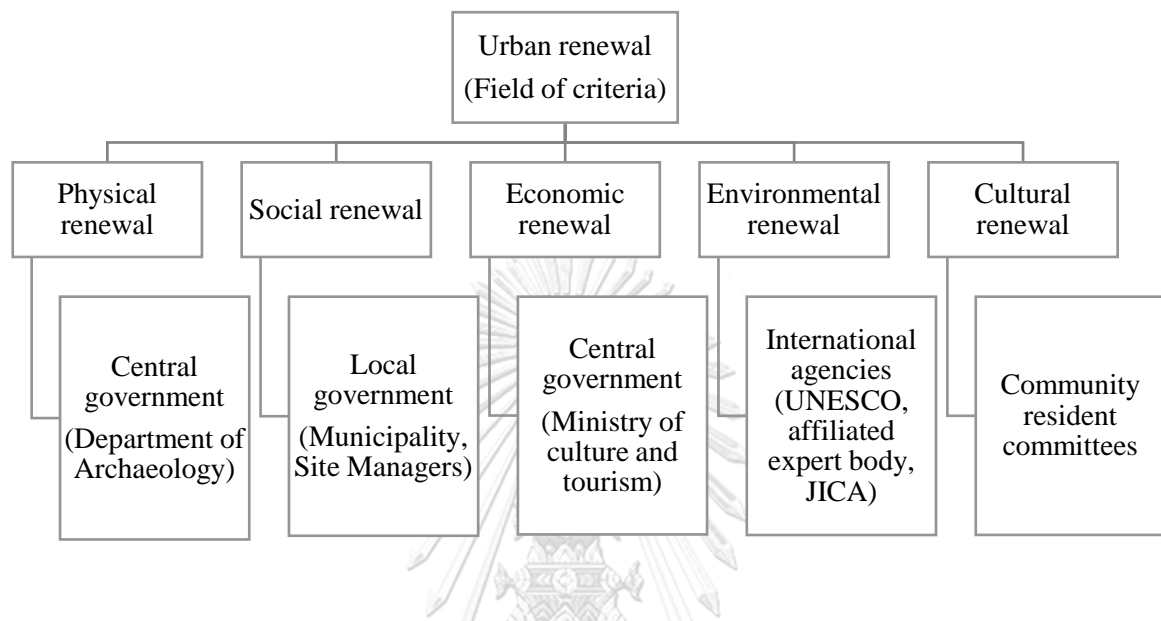 Urban renewal
(Field of criteria)
Physical
renewal
Social renewal
Economic
renewal
Environmental
renewal
Cultural
renewal
Central
government
(Department of
Archaeology)
Local
government
(Municipality,
Site Managers)
Central
government
(Ministry of
culture and
tourism)
International
agencies
(UNESCO,
affiliated
expert body,
JICA)
Community
resident
committees